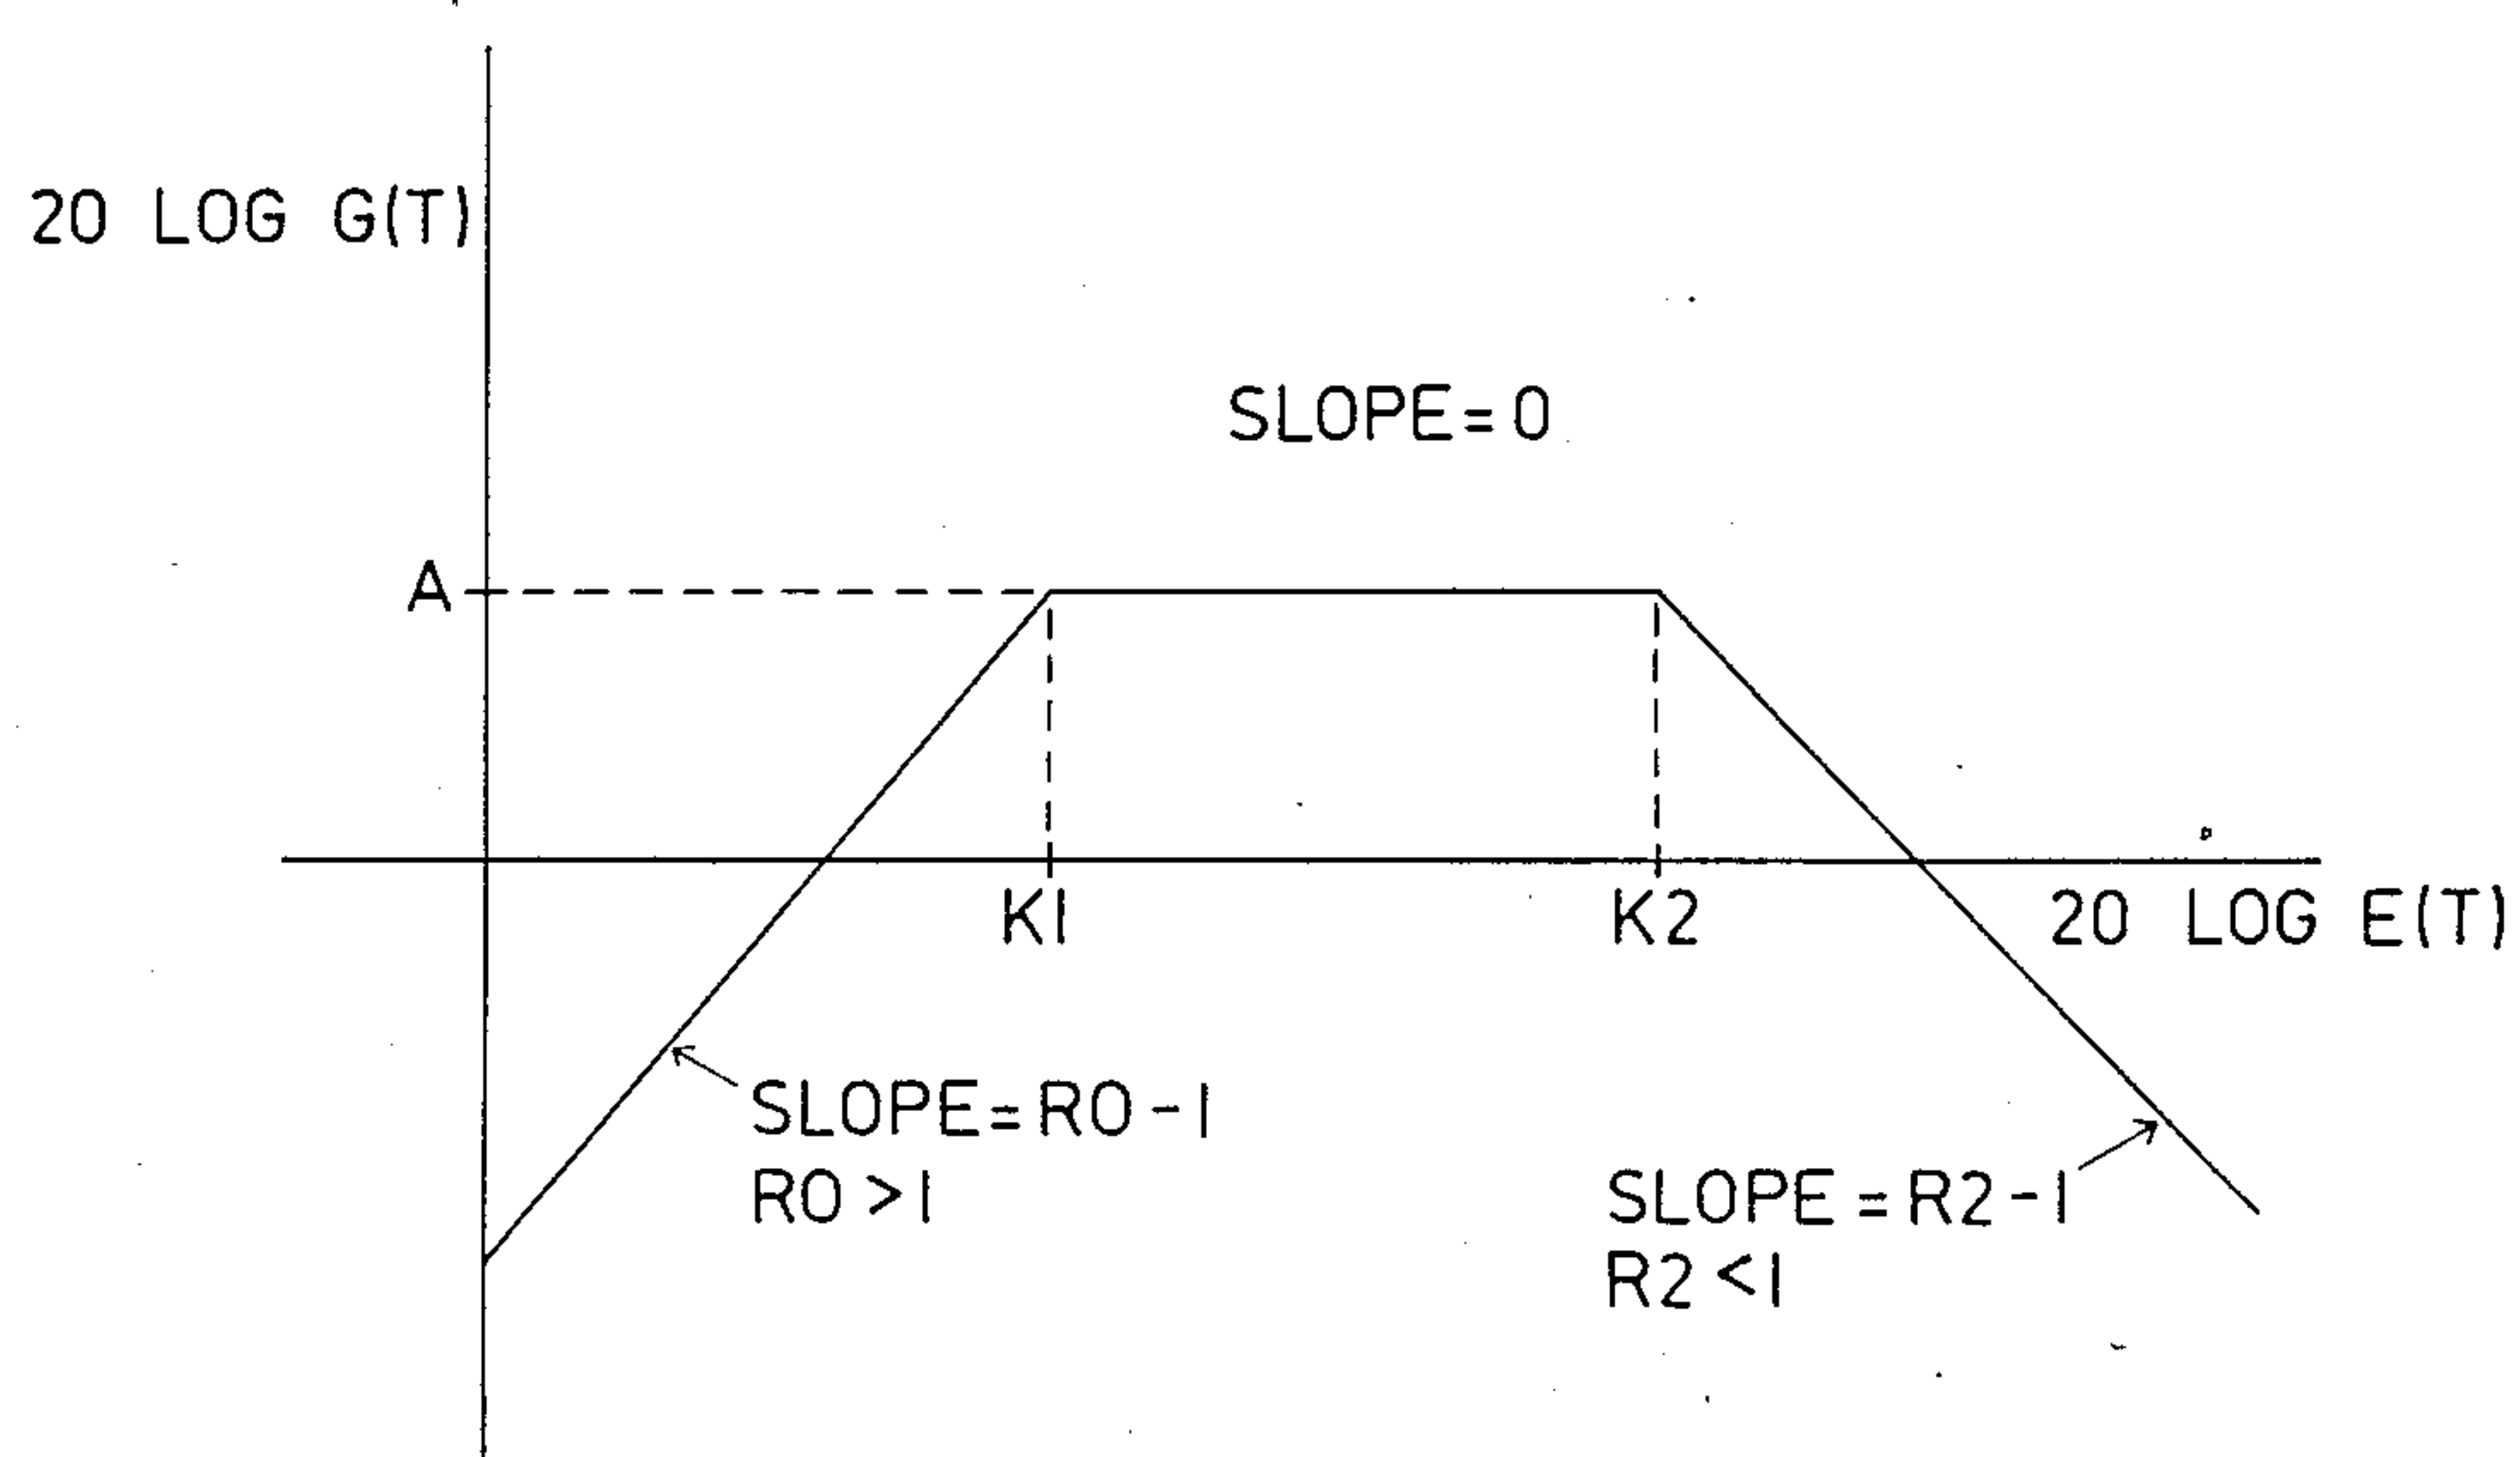 20 LOG G(T)
SLOPE=0
A
K1
K2
20 LOG E(T)
SLOPE=R0-1
R0>1
SLOPE=R2-1
R2<1